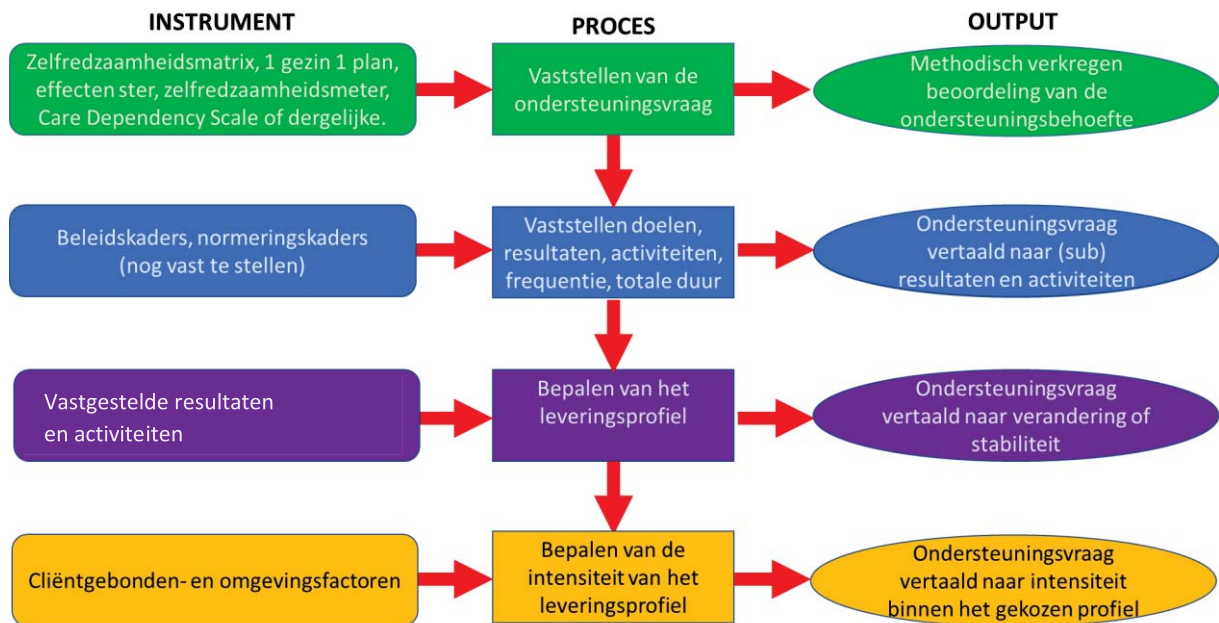 INSTRUMENT
PROCES
OUTPUT
Zelfredzaamheidsmatrix, 1 gezin 1 plan,
effecten ster, zelfredzaamheidsmeter,
Care Dependency Scale of dergelijke.
Vaststellen van de
ondersteuningsvraag
Methodisch verkregen
beoordeling van de
ondersteuningsbehoefte
Beleidskaders, normeringskaders
(nog vast te stellen)
Vaststellen doelen,
resultaten, activiteiten,
frequentie, totale duur
Ondersteuningsvraag
vertaald naar (sub)
resultaten en activiteiten
Vastgestelde resultaten
en activiteiten
Bepalen van het
leveringsprofiel
Ondersteuningsvraag
vertaald naar verandering of
stabiliteit
Cliëntgebonden- en omgevingsfactoren
Bepalen van de
intensiteit van het
leveringsprofiel
Ondersteuningsvraag
vertaald naar intensiteit
binnen het gekozen profiel